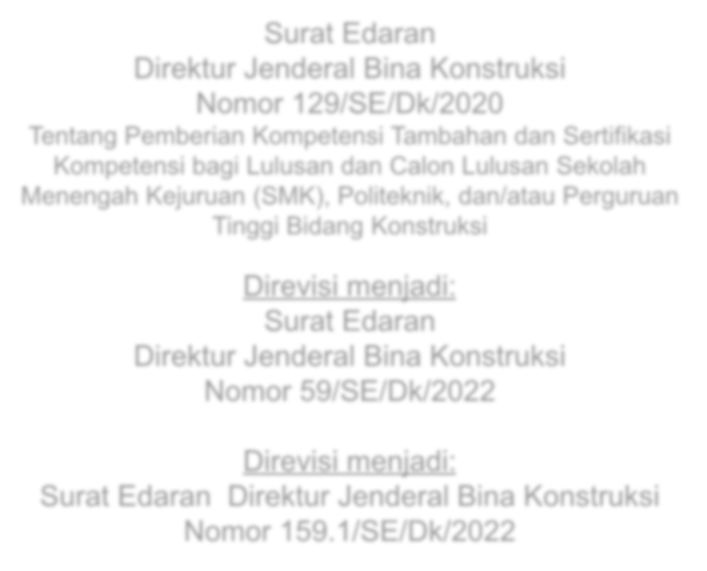 Surat Edaran
Direktur Jenderal Bina Konstruksi
Nomor 129/SE/Dk/2020
Tentang Pemberian Kompetensi Tambahan dan Sertifikasi
Kompetensi bagi Lulusan dan Calon Lulusan Sekolah
Menengah Kejuruan (SMK), Politeknik, dan/atau Perguruan
Tinggi Bidang Konstruksi
Direvisi menjadi:
Surat Edaran
Direktur Jenderal Bina Konstruksi
Nomor 59/SE/Dk/2022
Direvisi menjadi:
Surat Edaran  Direktur Jenderal Bina Konstruksi
Nomor 159.1/SE/Dk/2022